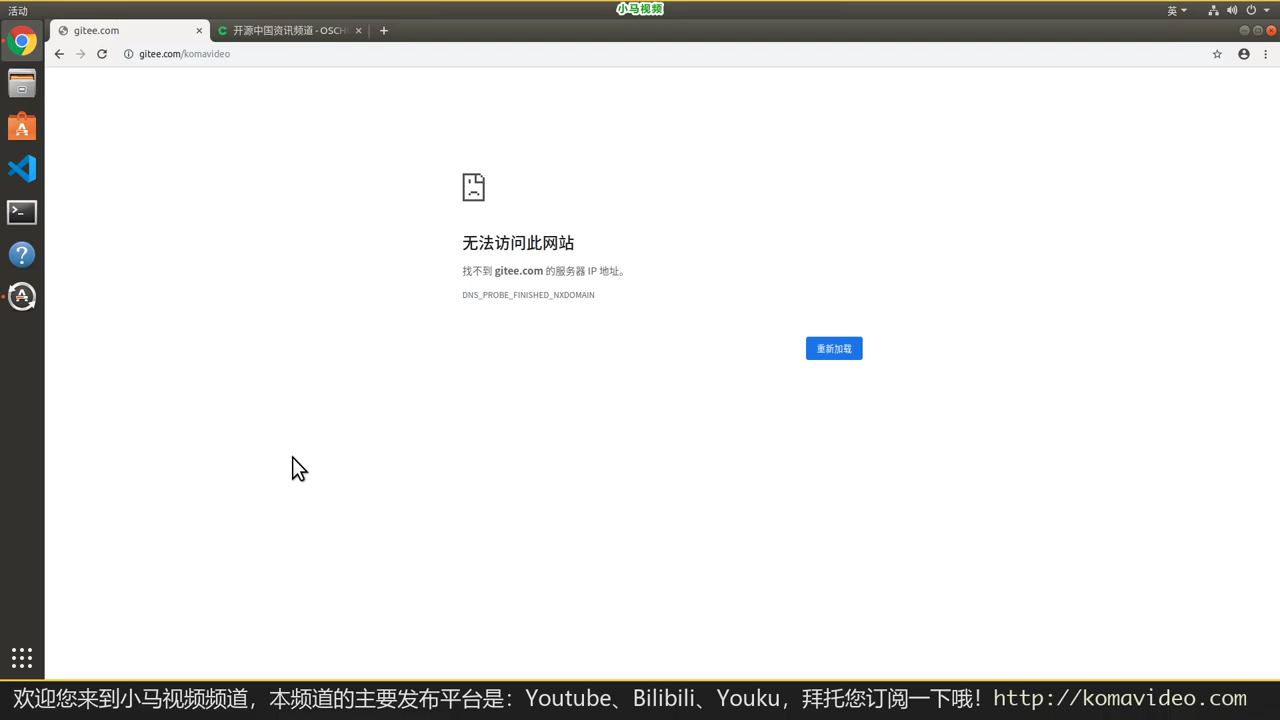 活动
小马视频
英
gitee.com
开源中国资讯频道 - OSCH
gitee.com/komavideo
无法访问此网站
找不到 gitee.com 的服务器 IP 地址。
DNS_PROBE_FINISHED_NXDOMAIN
重新加载
欢迎您来到小马视频频道，本频道的主要发布平台是：Youtube、Bilibili、Youku，拜托您订阅一下哦！http://komavideo.com